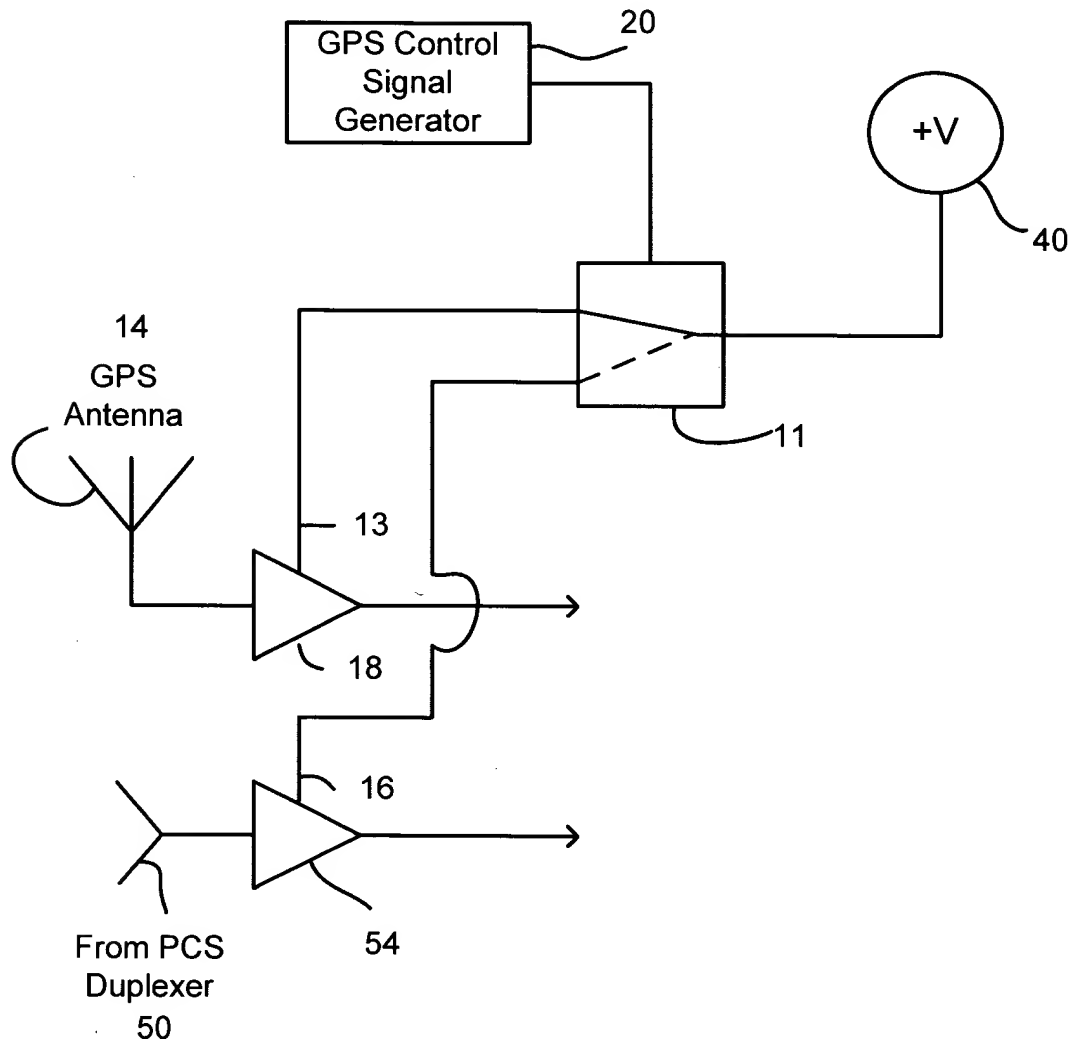 20
GPS Control
Signal
Generator
+V
40
14
GPS
Antenna
11
13
18
16
54
From PCS
Duplexer
50